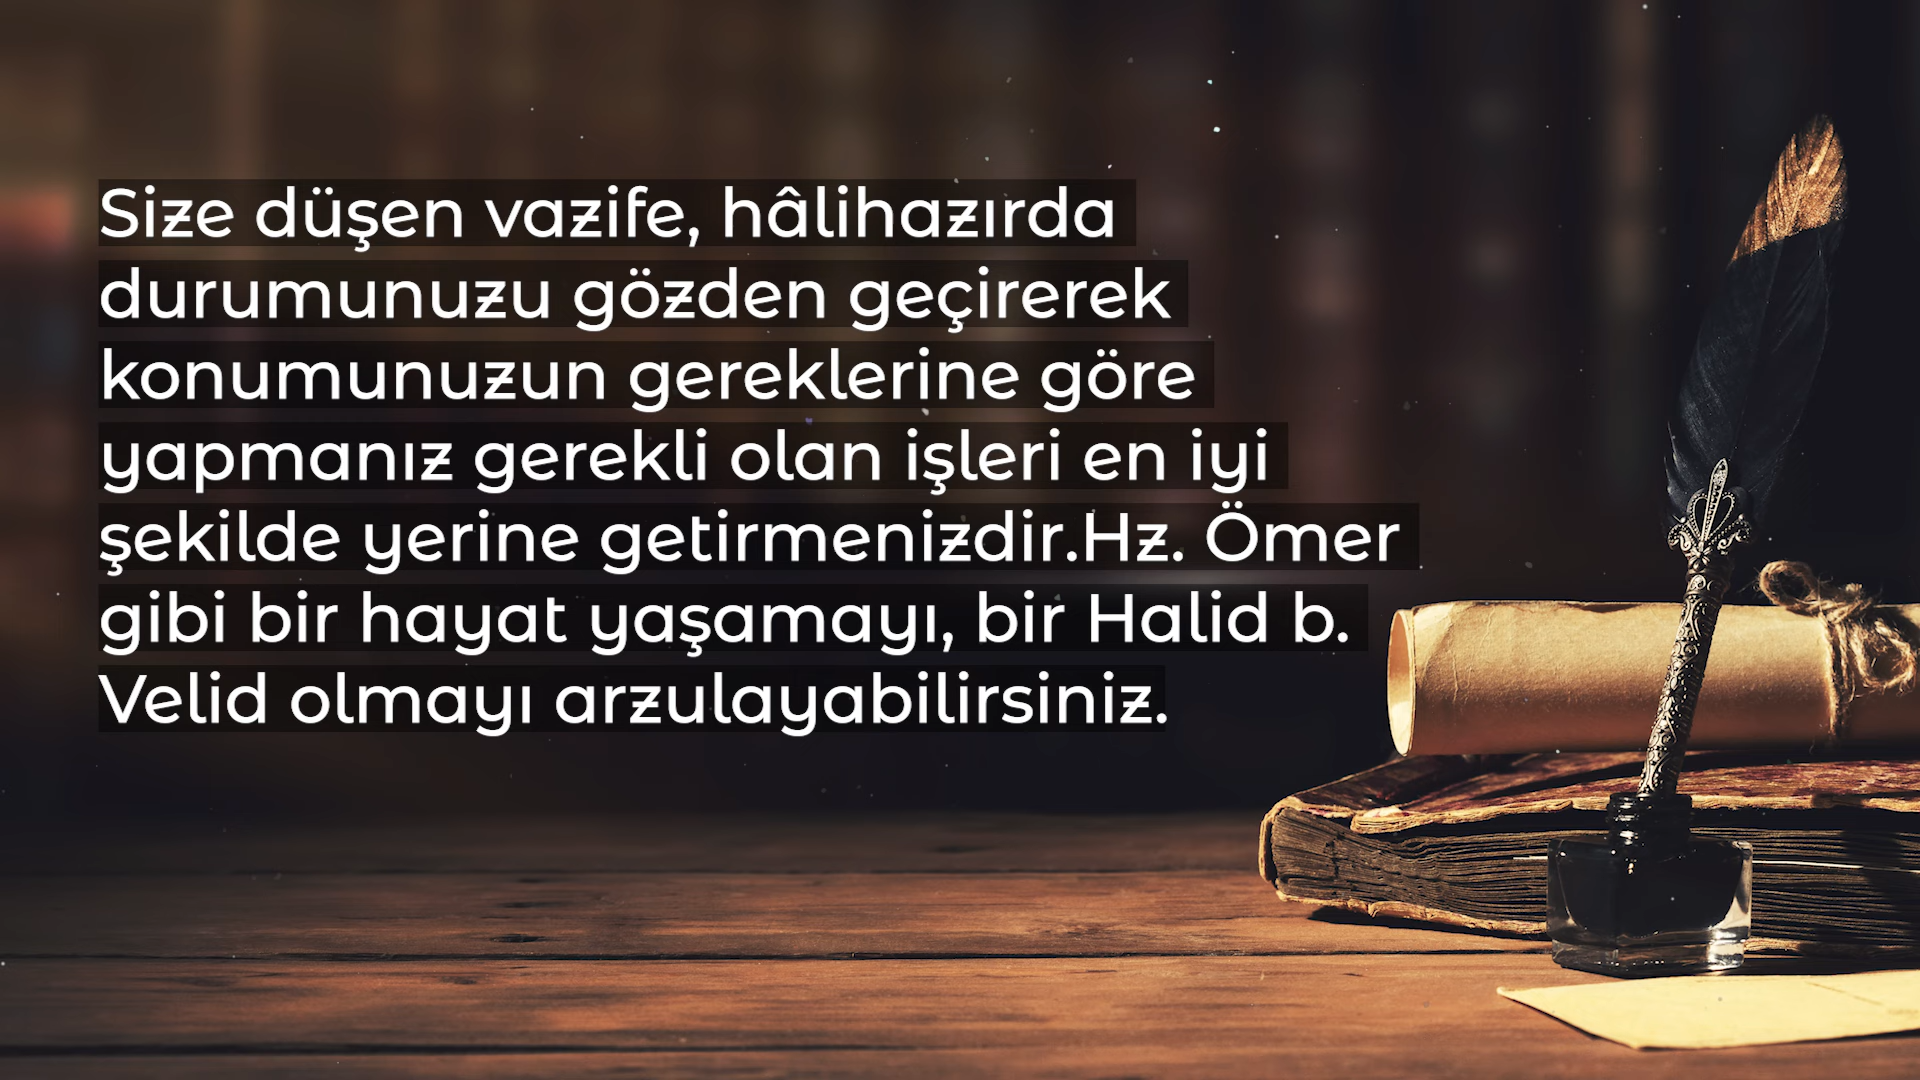 Size düşen vazife, hâlihazırda
durumunuzu gözden geçirerek
konumunuzun gereklerine göre
yapmanız gerekli olan işleri en iyi
şekilde yerine getirmenizdir.Hz. Ömer
gibi bir hayat yaşamayı, bir Halid b.
Velid olmayı arzulayabilirsiniz.